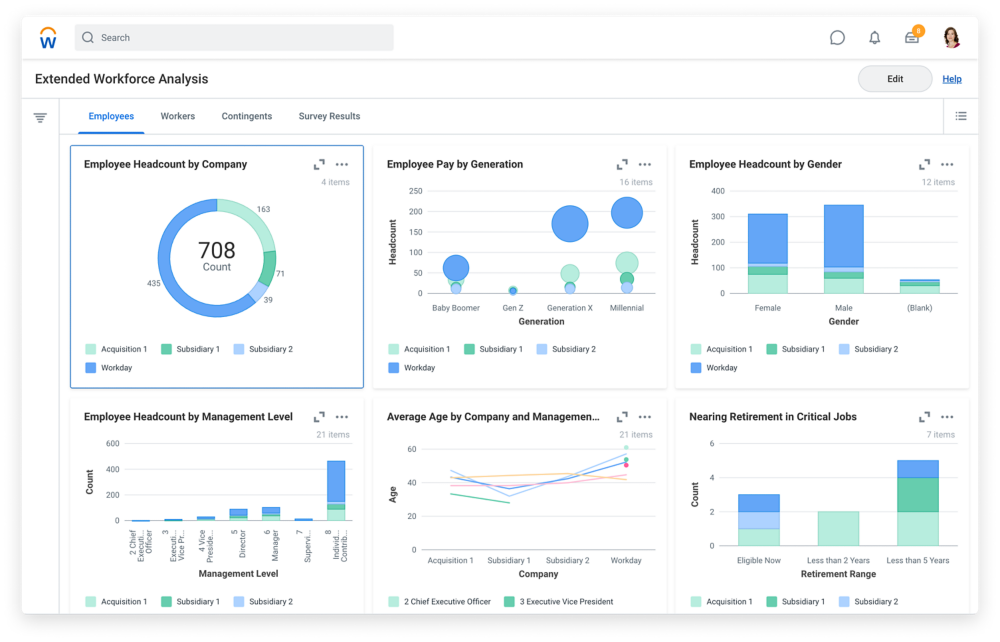 W
Search
8
Extended Workforce Analysis
Edit
Help
Employees
Workers
Contingents
Survey Results
Employee Headcount by Company
4 items
163
708
Count
71
435
39
Acquisition 1
Subsidiary 1
Subsidiary 2
Workday
Employee Pay by Generation
16 items
250
200
150
100
50
0
Headcount
Baby Boomer
Gen Z
Generation X
Millennial
Generation
Acquisition 1
Subsidiary 1
Subsidiary 2
Workday
Employee Headcount by Gender
12 items
400
300
200
100
0
Headcount
Female
Male
(Blank)
Gender
Acquisition 1
Subsidiary 1
Subsidiary 2
Workday
Employee Headcount by Management Level
21 items
600
400
200
0
Count
2 Chief
Executi...
Officer
3
Executi...
Vice Pr...
4 Vice
Preside...
5
Director
6
Manager
7
Supervi...
8
Individ...
Contrib...
Management Level
Acquisition 1
Subsidiary 1
Subsidiary 2
Average Age by Company and Managemen...
21 items
60
40
20
0
Age
Acquisition 1
Subsidiary 1
Subsidiary 2
Workday
Company
2 Chief Executive Officer
3 Executive Vice President
Nearing Retirement in Critical Jobs
7 items
6
4
2
0
Count
Eligible Now
Less than 2 Years
Less than 5 Years
Retirement Range
Acquisition 1
Subsidiary 1
Subsidiary 2